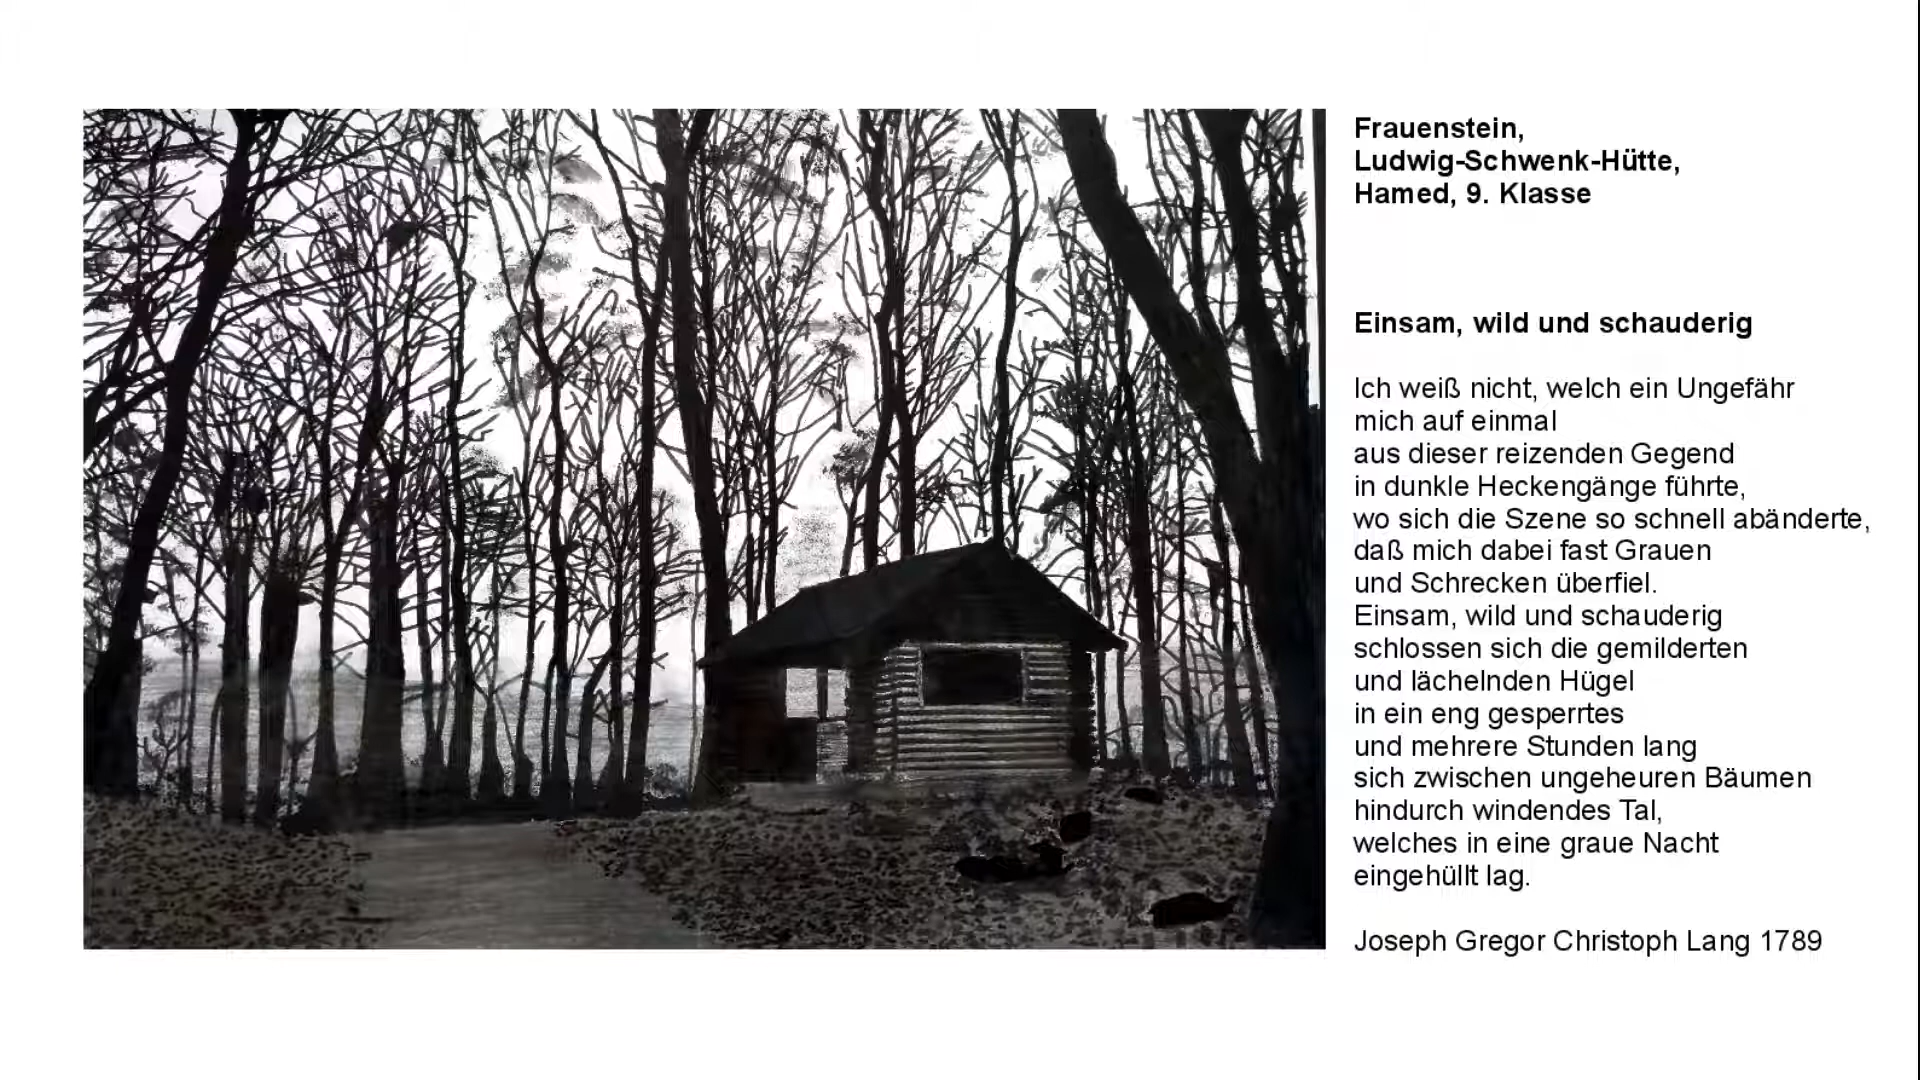 Frauenstein,
Ludwig-Schwenk-Hütte,
Hamed, 9. Klasse
Einsam, wild und schauderig
Ich weiß nicht, welch ein Ungefähr
mich auf einmal
aus dieser reizenden Gegend
in dunkle Heckengänge führte,
wo sich die Szene so schnell abänderte,
daß mich dabei fast Grauen
und Schrecken überfiel.
Einsam, wild und schauderig
schlossen sich die gemilderten
und lächelnden Hügel
in ein eng gesperrtes
und mehrere Stunden lang
sich zwischen ungeheuren Bäumen
hindurch windendes Tal,
welches in eine graue Nacht
eingehüllt lag.
Joseph Gregor Christoph Lang 1789